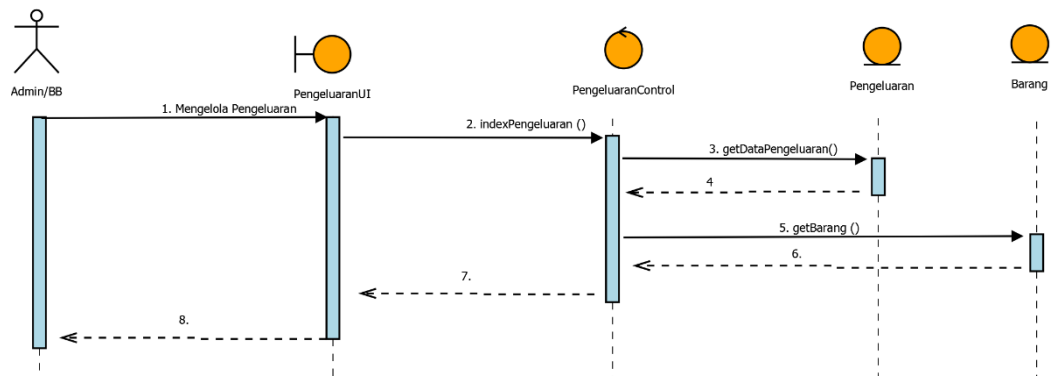 Admin/BB
PengeluaranUI
PengeluaranControl
Pengeluaran
Barang
1. Mengelola Pengeluaran
2. indexPengeluaran ()
3. getDataPengeluaran()
4
5. getBarang ()
6.
7.
8.